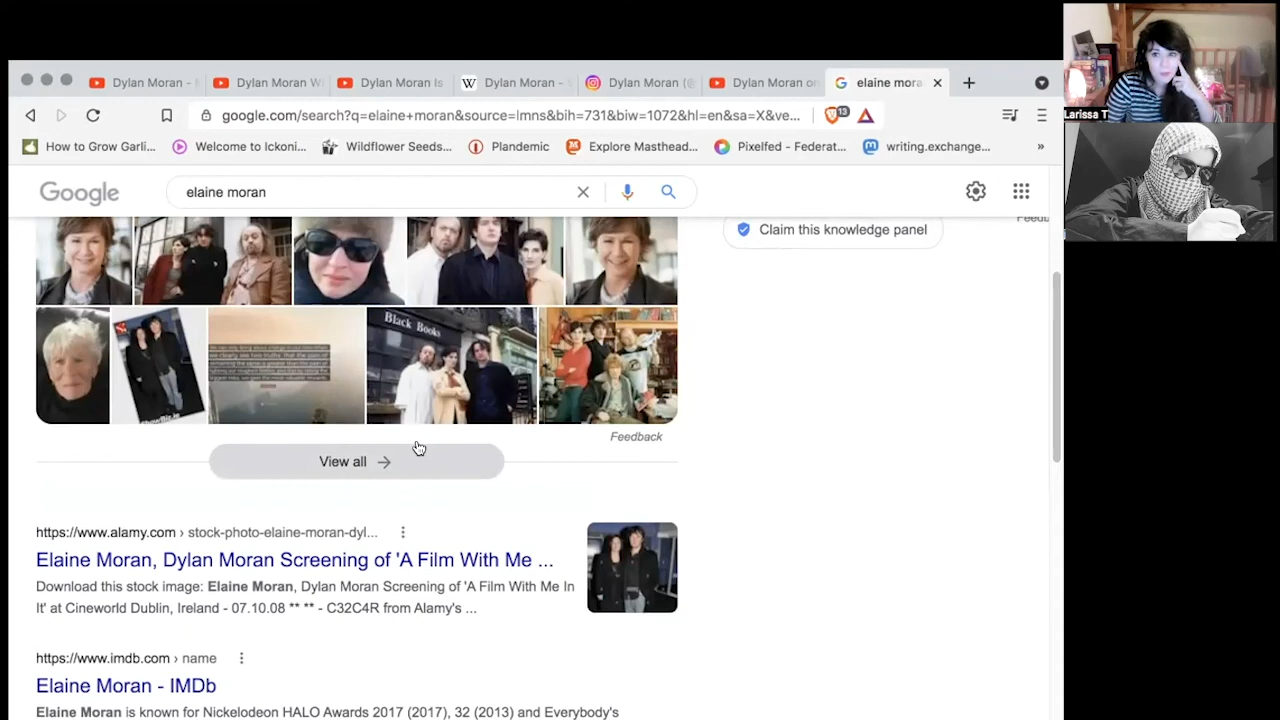 Dylan Moran -
Dylan Moran W
Dylan Moran Is
Dylan Moran -
Dylan Moran (@
Dylan Moran on
elaine mora
google.com/search?q=elaine+moran&source=lmns&bih=731&biw=1072&hl=en&sa=X&ve...
13
How to Grow Garli...
Welcome to Ickoni...
Wildflower Seeds...
Plandemic
Explore Masthead...
Pixelfed - Federat...
writing.exchange...
»
Larissa T
Google
elaine moran
Feedb
Claim this knowledge panel
Black Books
Feedback
View all
https://www.alamy.com › stock-photo-elaine-moran-dyl...
Elaine Moran, Dylan Moran Screening of 'A Film With Me ...
Download this stock image: Elaine Moran, Dylan Moran Screening of 'A Film With Me In
It' at Cineworld Dublin, Ireland - 07.10.08 ** ** - C32C4R from Alamy's ...
https://www.imdb.com › name
Elaine Moran - IMDb
Elaine Moran is known for Nickelodeon HALO Awards 2017 (2017), 32 (2013) and Everybody's